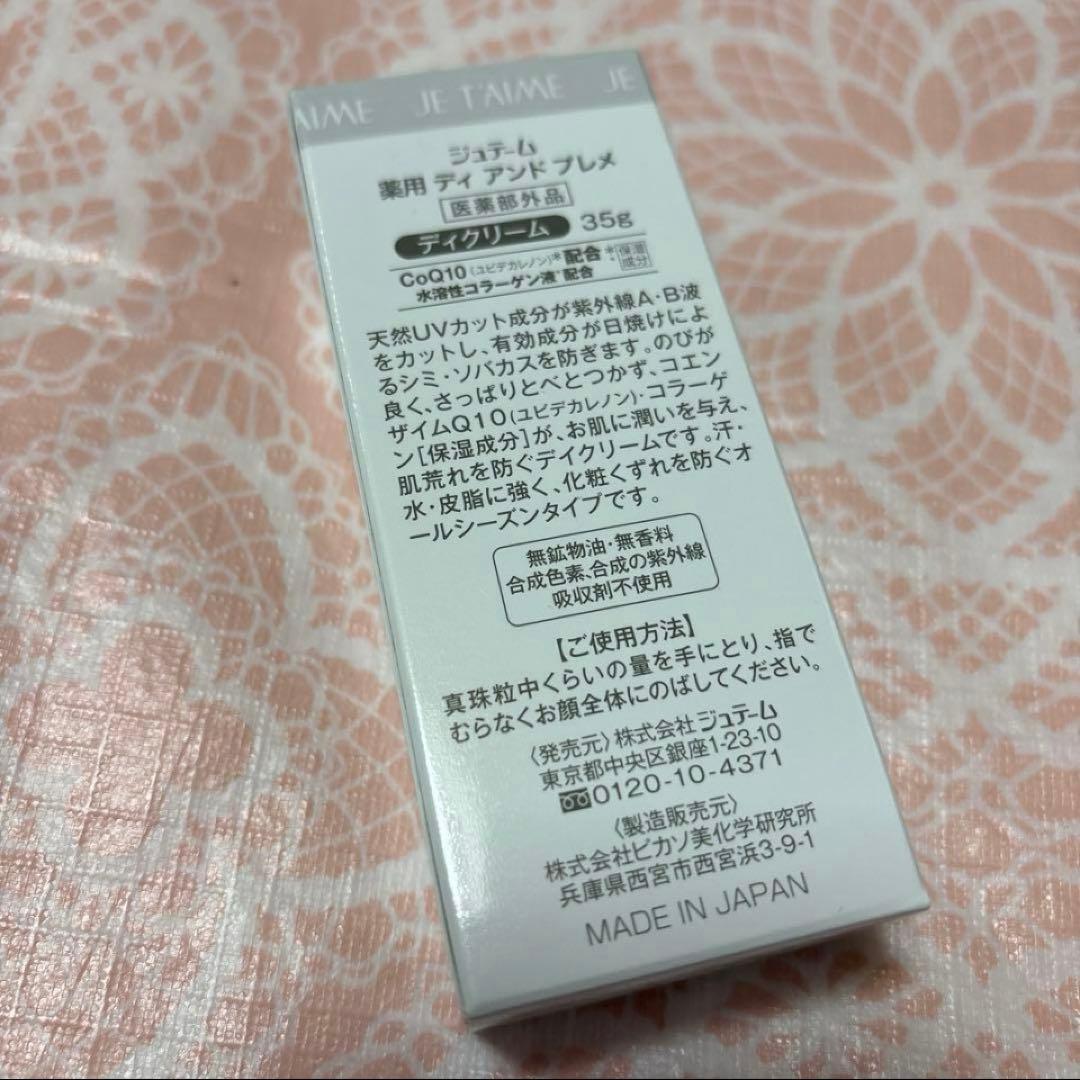 AIME JE T'AIME JE
ジュテーム
薬用 ディ アンド プレメ
医薬部外品
ディクリーム 35g
CoQ10(ユビデカレノン)*配合*・保湿成分
水溶性コラーゲン液*配合
天然UVカット成分が紫外線A・B波
をカットし、有効成分が日焼けによ
るシミ・ソバカスを防ぎます。のびが
良く、さっぱりとべとつかず、コエン
ザイムQ10(ユビデカレノン)・コラーゲ
ン[保湿成分]が、お肌に潤いを与え、
肌荒れを防ぐデイクリームです。汗・
水・皮脂に強く、化粧くずれを防ぐオ
ールシーズンタイプです。
無鉱物油・無香料
合成色素、合成の紫外線
吸収剤不使用
【ご使用方法】
真珠粒中くらいの量を手にとり、指で
むらなくお顔全体にのばしてください。
〈発売元〉株式会社ジュテーム
東京都中央区銀座1-23-10
0120-10-4371
〈製造販売元〉
株式会社ピカソ美化学研究所
兵庫県西宮市西宮浜3-9-1
MADE IN JAPAN